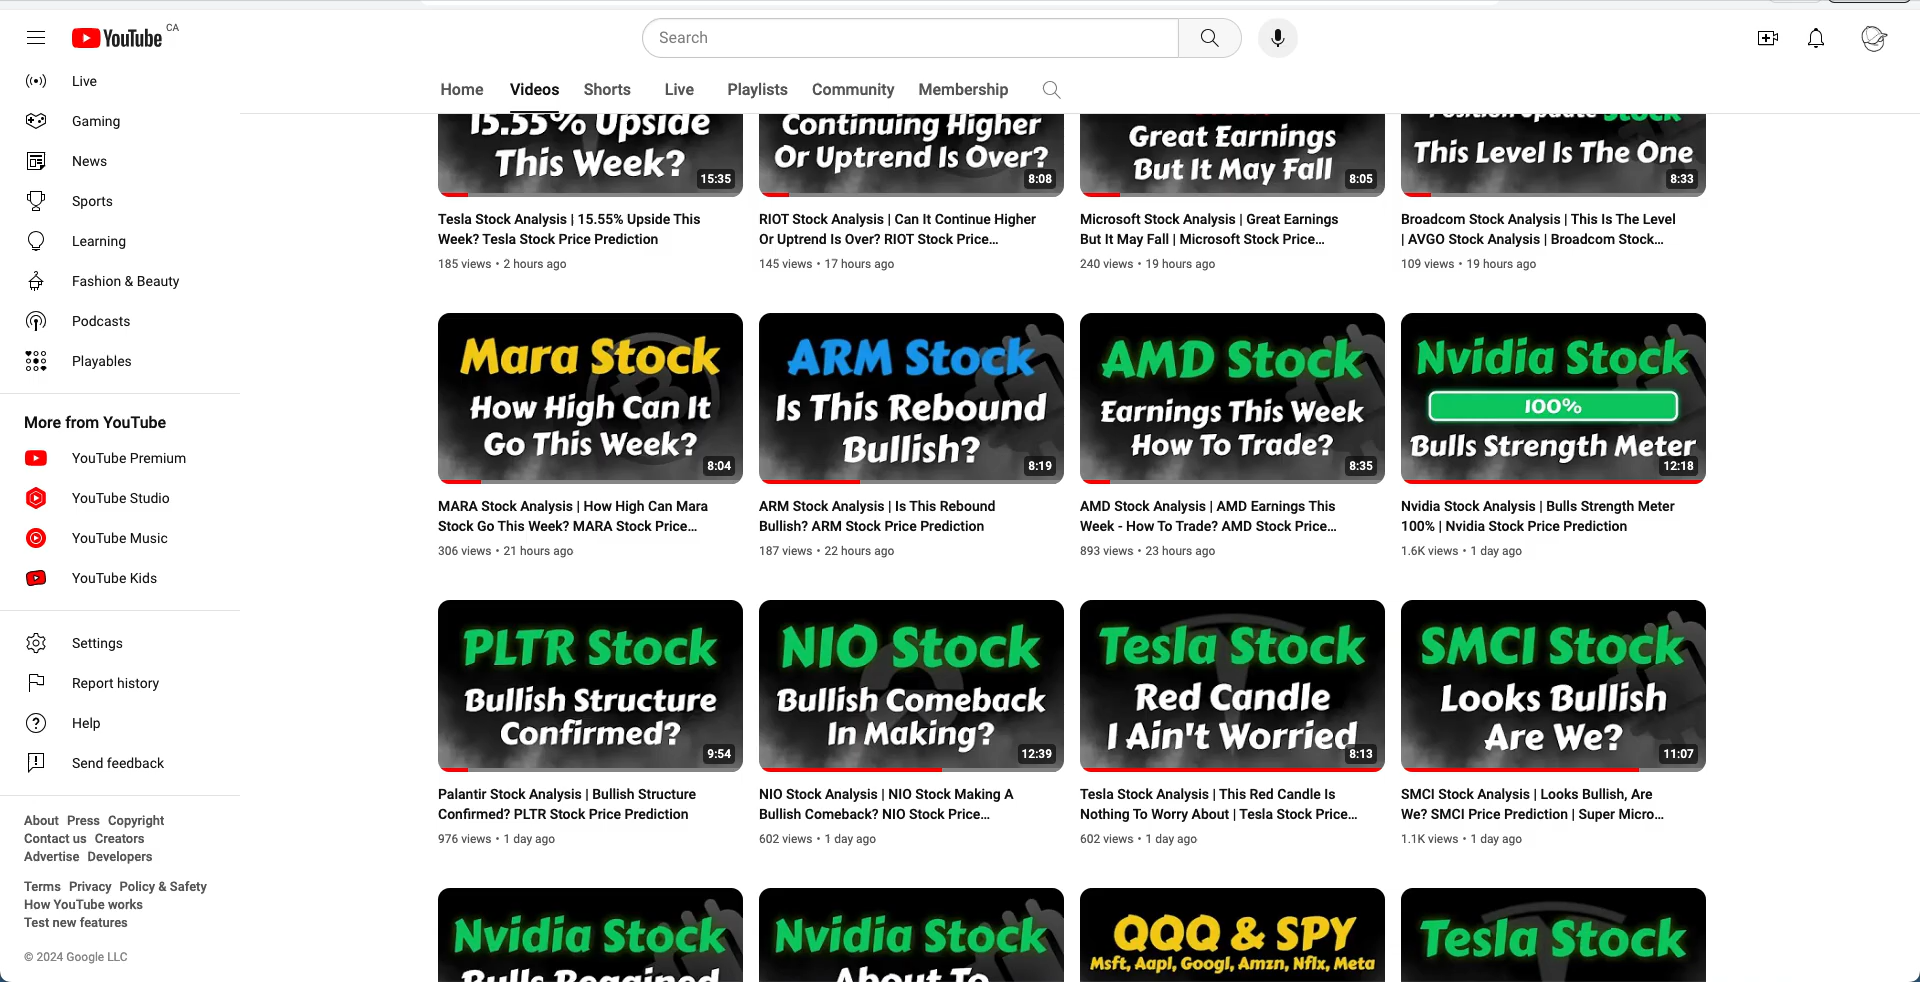 YouTube CA
Search
Live
Gaming
News
Sports
Learning
Fashion & Beauty
Podcasts
Playables
More from YouTube
YouTube Premium
YouTube Studio
YouTube Music
YouTube Kids
Settings
Report history
Help
Send feedback
About Press Copyright
Contact us Creators
Advertise Developers
Terms Privacy Policy & Safety
How YouTube works
Test new features
© 2024 Google LLC
Home Videos Shorts Live Playlists Community Membership
15.55% Upside
This Week?
15:35
Tesla Stock Analysis | 15.55% Upside This
Week? Tesla Stock Price Prediction
185 views • 2 hours ago
Continuing Higher
Or Uptrend Is Over?
8:08
RIOT Stock Analysis | Can It Continue Higher
Or Uptrend Is Over? RIOT Stock Price...
145 views • 17 hours ago
Great Earnings
But It May Fall
8:05
Microsoft Stock Analysis | Great Earnings
But It May Fall | Microsoft Stock Price...
240 views • 19 hours ago
Position Update Stock
This Level Is The One
8:33
Broadcom Stock Analysis | This Is The Level
| AVGO Stock Analysis | Broadcom Stock...
109 views • 19 hours ago
Mara Stock
How High Can It
Go This Week?
8:04
MARA Stock Analysis | How High Can Mara
Stock Go This Week? MARA Stock Price...
306 views • 21 hours ago
ARM Stock
Is This Rebound
Bullish?
8:19
ARM Stock Analysis | Is This Rebound
Bullish? ARM Stock Price Prediction
187 views • 22 hours ago
AMD Stock
Earnings This Week
How To Trade?
8:35
AMD Stock Analysis | AMD Earnings This
Week - How To Trade? AMD Stock Price...
893 views • 23 hours ago
Nvidia Stock
100%
Bulls Strength Meter
12:18
Nvidia Stock Analysis | Bulls Strength Meter
100% | Nvidia Stock Price Prediction
1.6K views • 1 day ago
PLTR Stock
Bullish Structure
Confirmed?
9:54
Palantir Stock Analysis | Bullish Structure
Confirmed? PLTR Stock Price Prediction
976 views • 1 day ago
NIO Stock
Bullish Comeback
In Making?
12:39
NIO Stock Analysis | NIO Stock Making A
Bullish Comeback? NIO Stock Price...
602 views • 1 day ago
Tesla Stock
Red Candle
I Ain't Worried
8:13
Tesla Stock Analysis | This Red Candle Is
Nothing To Worry About | Tesla Stock Price...
602 views • 1 day ago
SMCI Stock
Looks Bullish
Are We?
11:07
SMCI Stock Analysis | Looks Bullish, Are
We? SMCI Price Prediction | Super Micro...
1.1K views • 1 day ago
Nvidia Stock
Bulls Regained
Nvidia Stock
About To
QQQ & SPY
Msft, Aapl, Googl, Amzn, Nflx, Meta
Tesla Stock